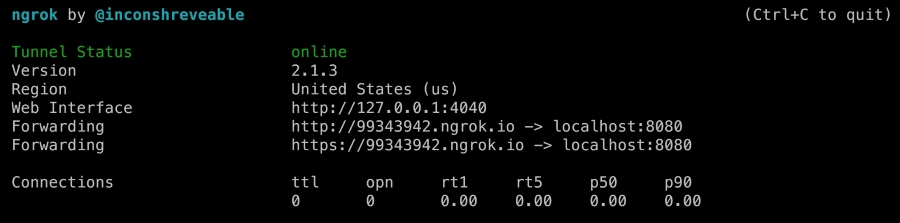 ngrok by @inconshreveable (Ctrl+C to quit)
Tunnel Status online
Version 2.1.3
Region United States (us)
Web Interface http://127.0.0.1:4040
Forwarding http://99343942.ngrok.io -> localhost:8080
Forwarding https://99343942.ngrok.io -> localhost:8080
Connections ttl opn rt1 rt5 p50 p90
0 0 0.00 0.00 0.00 0.00